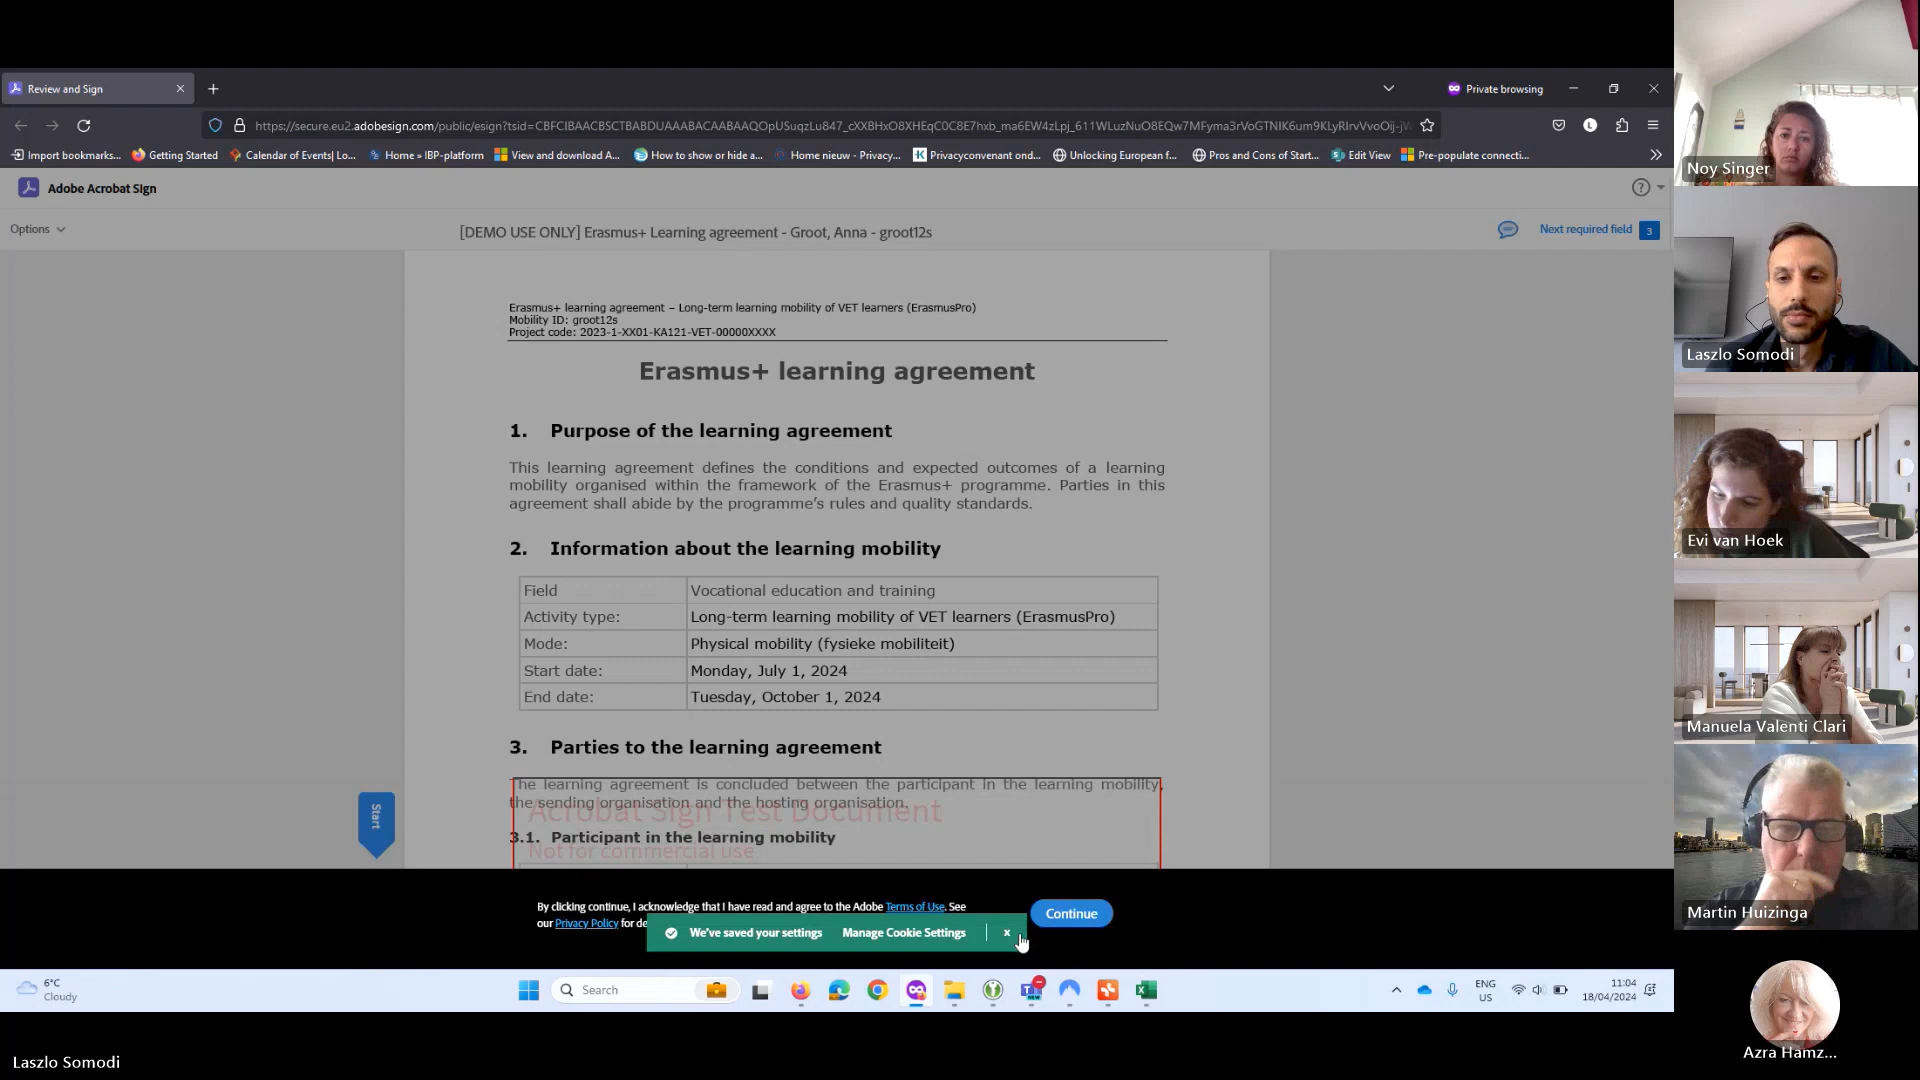 Review and Sign
Private browsing
https://secure.eu2.adobesign.com/public/esign?tsid=
Import bookmarks...
Getting Started
Calendar of Events| Lo...
Home » IBP-platform
View and download A...
How to show or hide a...
Home nieuw - Privacy...
Privacyconvenant ond...
Unlocking European f...
Pros and Cons of Start...
Edit View
Pre-populate connecti...
Adobe Acrobat Sign
Options
[DEMO USE ONLY] Erasmus+ Learning agreement - Groot, Anna - groot12s
Next required field 3
Erasmus+ learning agreement – Long-term learning mobility of VET learners (ErasmusPro)
Mobility ID: groot12s
Project code: 2023-1-XX01-KA121-VET-00000XXXX
Erasmus+ learning agreement
1. Purpose of the learning agreement
This learning agreement defines the conditions and expected outcomes of a learning
mobility organised within the framework of the Erasmus+ programme. Parties in this
agreement shall abide by the programme's rules and quality standards.
2. Information about the learning mobility
Field Vocational education and training
Activity type: Long-term learning mobility of VET learners (ErasmusPro)
Mode: Physical mobility (fysieke mobiliteit)
Start date: Monday, July 1, 2024
End date: Tuesday, October 1, 2024
3. Parties to the learning agreement
The learning agreement is concluded between the participant in the learning mobility,
the sending organisation and the hosting organisation.
Acrobat Sign Test Document
3.1. Participant in the learning mobility
Not for commercial use
Start
By clicking continue, I acknowledge that I have read and agree to the Adobe Terms of Use. See
our Privacy Policy for de
Continue
We've saved your settings Manage Cookie Settings x
6°C
Cloudy
Search
NEW
ENG
US
11:04
18/04/2024
Laszlo Somodi
Noy Singer
Laszlo Somodi
Evi van Hoek
Manuela Valenti Clari
Martin Huizinga
Azra Hamz...